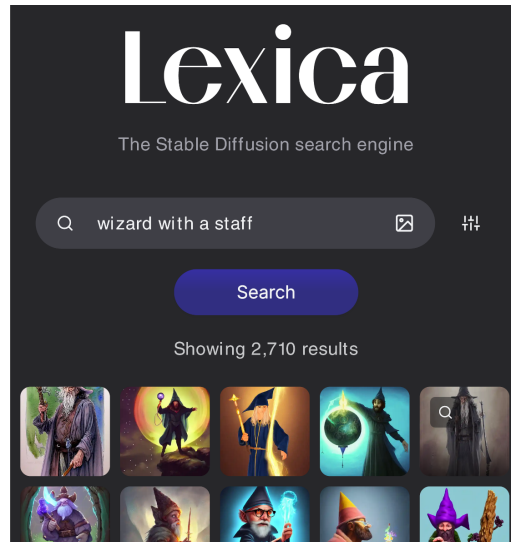 Lexica
The Stable Diffusion search engine
wizard with a staff
Search
Showing 2,710 results